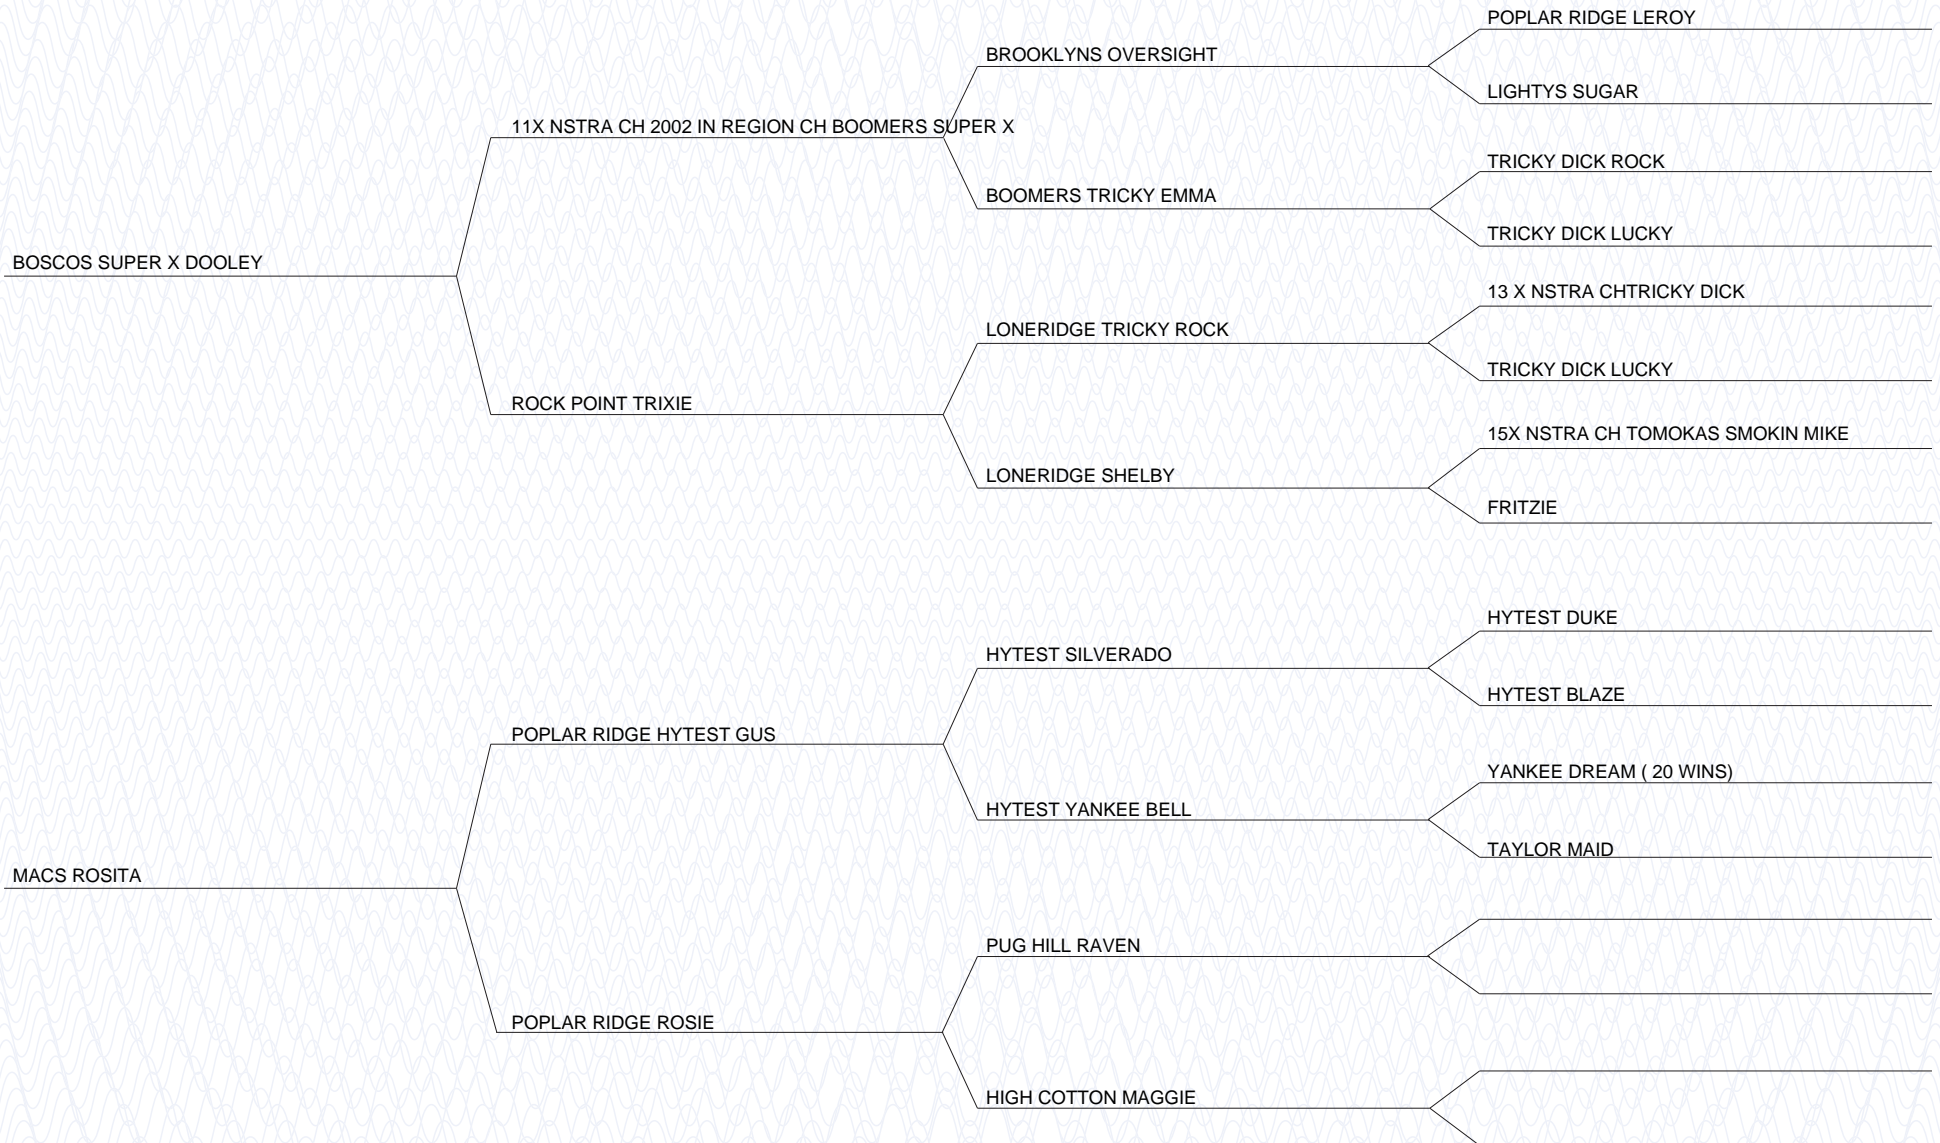 POPLAR RIDGE LEROY
BROOKLYNS OVERSIGHT
LIGHTYS SUGAR
11X NSTRA CH 2002 IN REGION CH BOOMERS SUPER X
TRICKY DICK ROCK
BOOMERS TRICKY EMMA
TRICKY DICK LUCKY
BOSCOS SUPER X DOOLEY
13 X NSTRA CHTRICKY DICK
LONERIDGE TRICKY ROCK
TRICKY DICK LUCKY
ROCK POINT TRIXIE
15X NSTRA CH TOMOKAS SMOKIN MIKE
LONERIDGE SHELBY
FRITZIE
HYTEST DUKE
HYTEST SILVERADO
HYTEST BLAZE
POPLAR RIDGE HYTEST GUS
YANKEE DREAM ( 20 WINS)
HYTEST YANKEE BELL
TAYLOR MAID
MACS ROSITA
PUG HILL RAVEN
POPLAR RIDGE ROSIE
HIGH COTTON MAGGIE